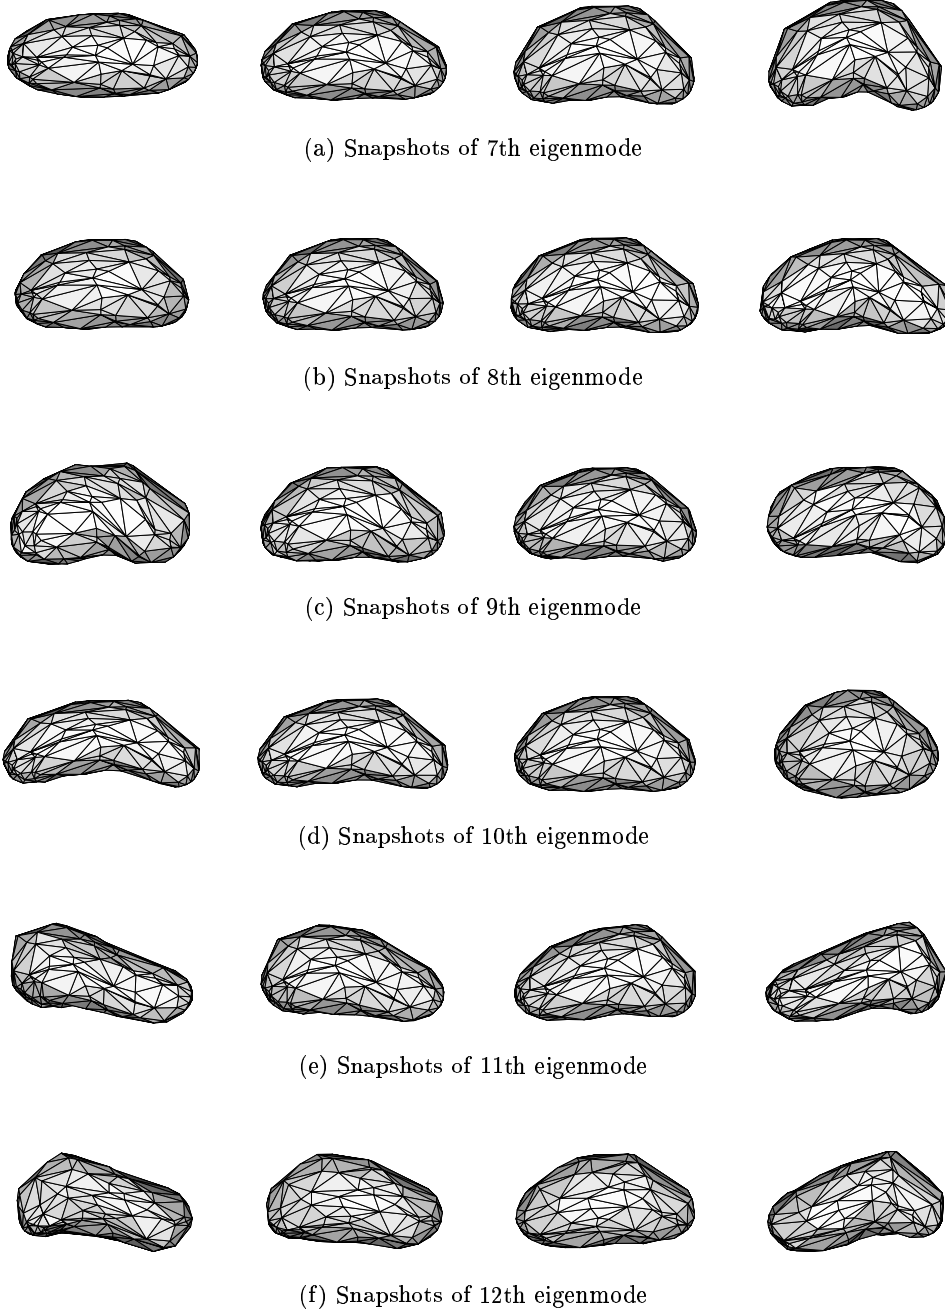 (a) Snapshots of 7th eigenmode
(b) Snapshots of 8th eigenmode
(c) Snapshots of 9th eigenmode
(d) Snapshots of 10th eigenmode
(e) Snapshots of 11th eigenmode
(f) Snapshots of 12th eigenmode